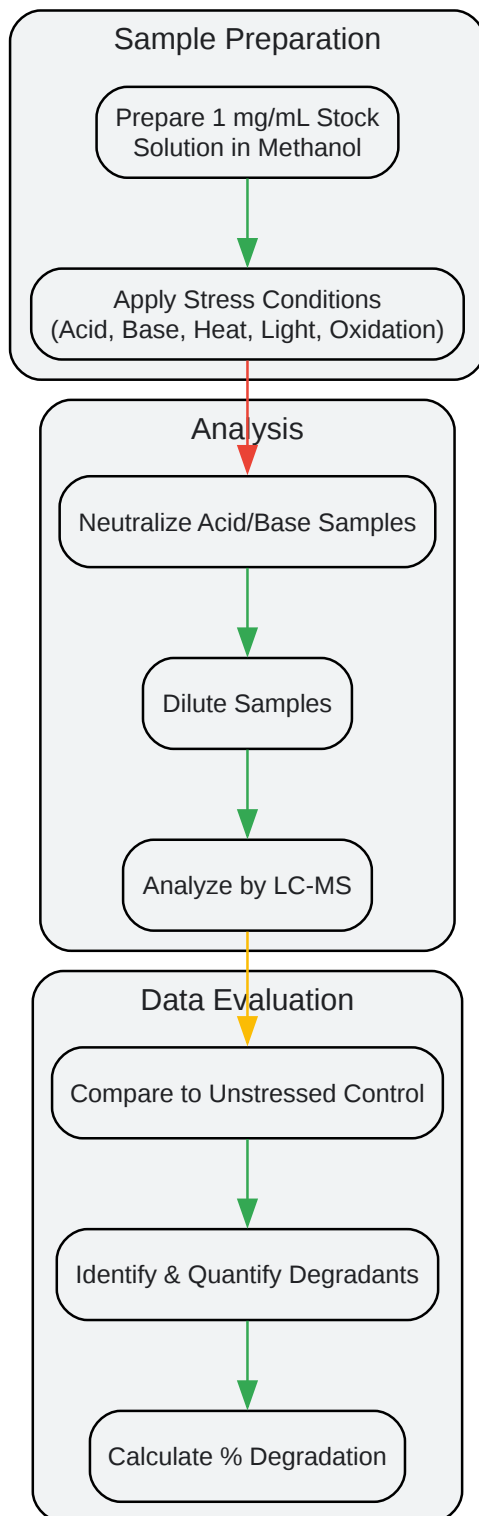 Sample Preparation
Prepare 1 mg/mL Stock
Solution in Methanol
Apply Stress Conditions
(Acid, Base, Heat, Light, Oxidation)
Analysis
Neutralize Acid/Base Samples
Dilute Samples
Analyze by LC-MS
Data Evaluation
Compare to Unstressed Control
Identify & Quantify Degradants
Calculate % Degradation